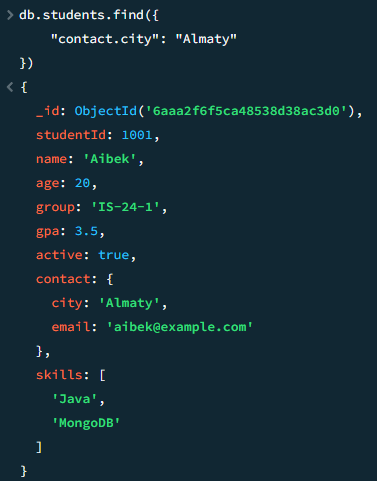 > db.students.find({
"contact.city": "Almaty"
})
< {
_id: ObjectId('6aaa2f6f5ca48538d38ac3d0'),
studentId: 1001,
name: 'Aibek',
age: 20,
group: 'IS-24-1',
gpa: 3.5,
active: true,
contact: {
city: 'Almaty',
email: 'aibek@example.com'
},
skills: [
'Java',
'MongoDB'
]
}